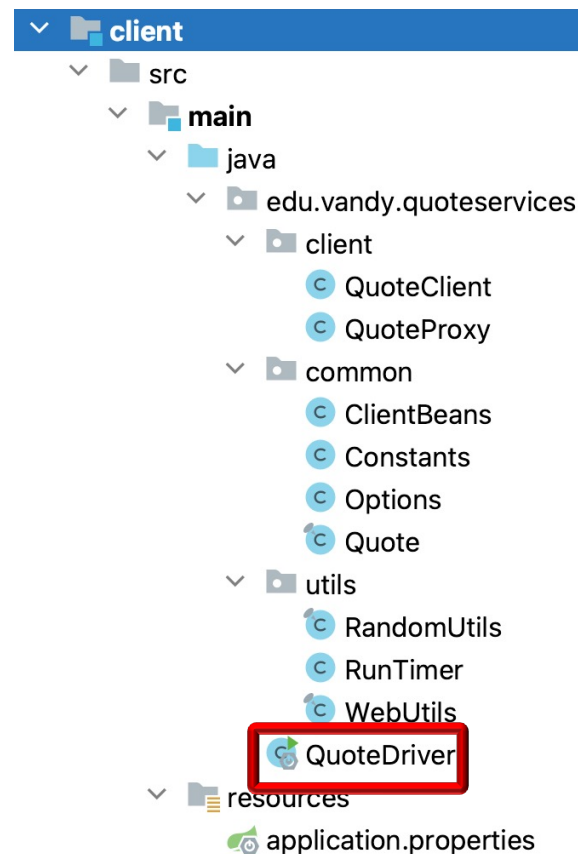 client
src
main
java
edu.vandy.quoteservices
client
QuoteClient
QuoteProxy
common
ClientBeans
Constants
Options
Quote
utils
RandomUtils
RunTimer
WebUtils
QuoteDriver
resources
application.properties